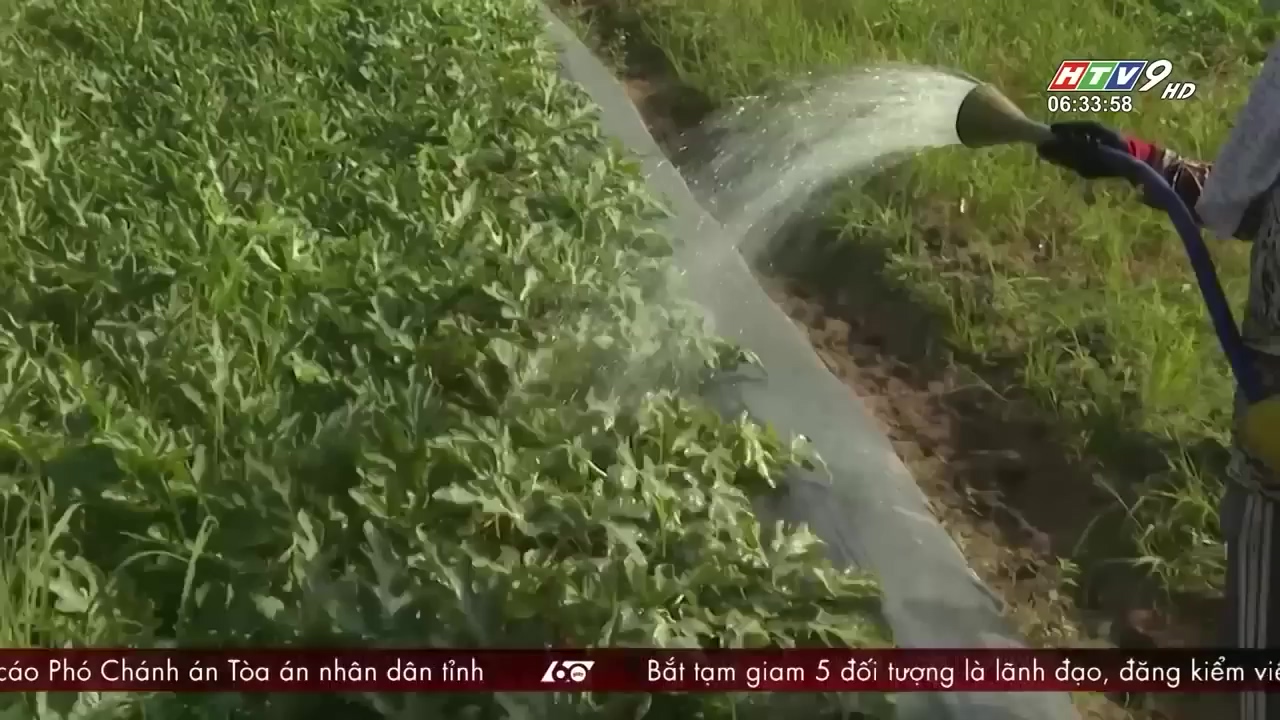 HTV9 HD
06:33:58
cáo Phó Chánh án Tòa án nhân dân tỉnh
60
Bắt tạm giam 5 đối tượng là lãnh đạo, đăng kiểm